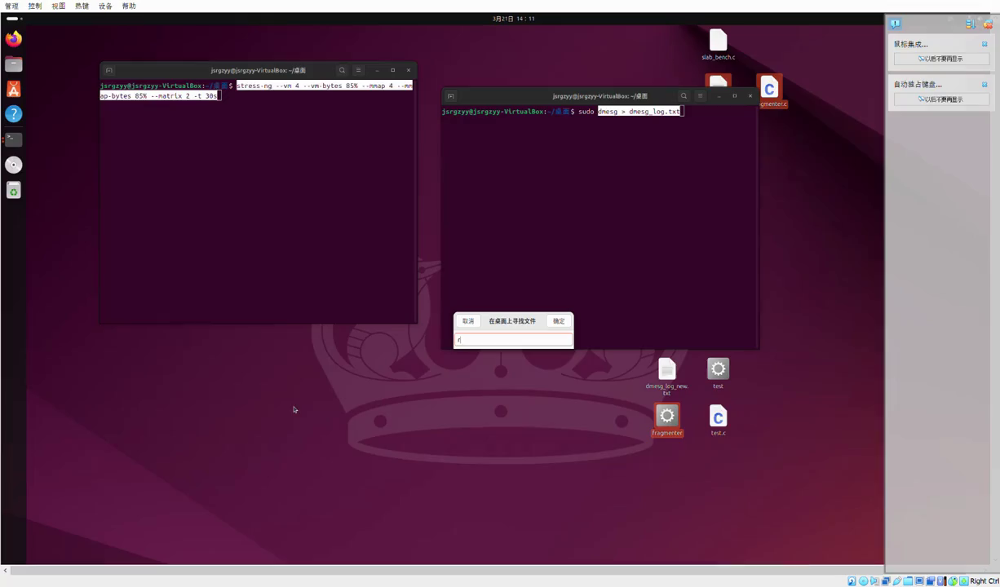 管理 控制 视图 热键 设备 帮助
3月21日 14:11
jsrgzyy@jsrgzyy-VirtualBox: ~/桌面
jsrgzyy@jsrgzyy-VirtualBox:~/桌面$ stress-ng --vm 4 --vm-bytes 85% --mmap 4 --mm
ap-bytes 85% --matrix 2 -t 30s
jsrgzyy@jsrgzyy-VirtualBox: ~/桌面
jsrgzyy@jsrgzyy-VirtualBox:~/桌面$ sudo dmesg > dmesg_log.txt
取消 在桌面上寻找文件 确定
r
slab_bench.c
gmenter.c
dmesg_log_new.
txt
test
fragmenter
test.c
鼠标集成...
以后不要再显示
自动独占键盘...
以后不要再显示
Right Ctrl